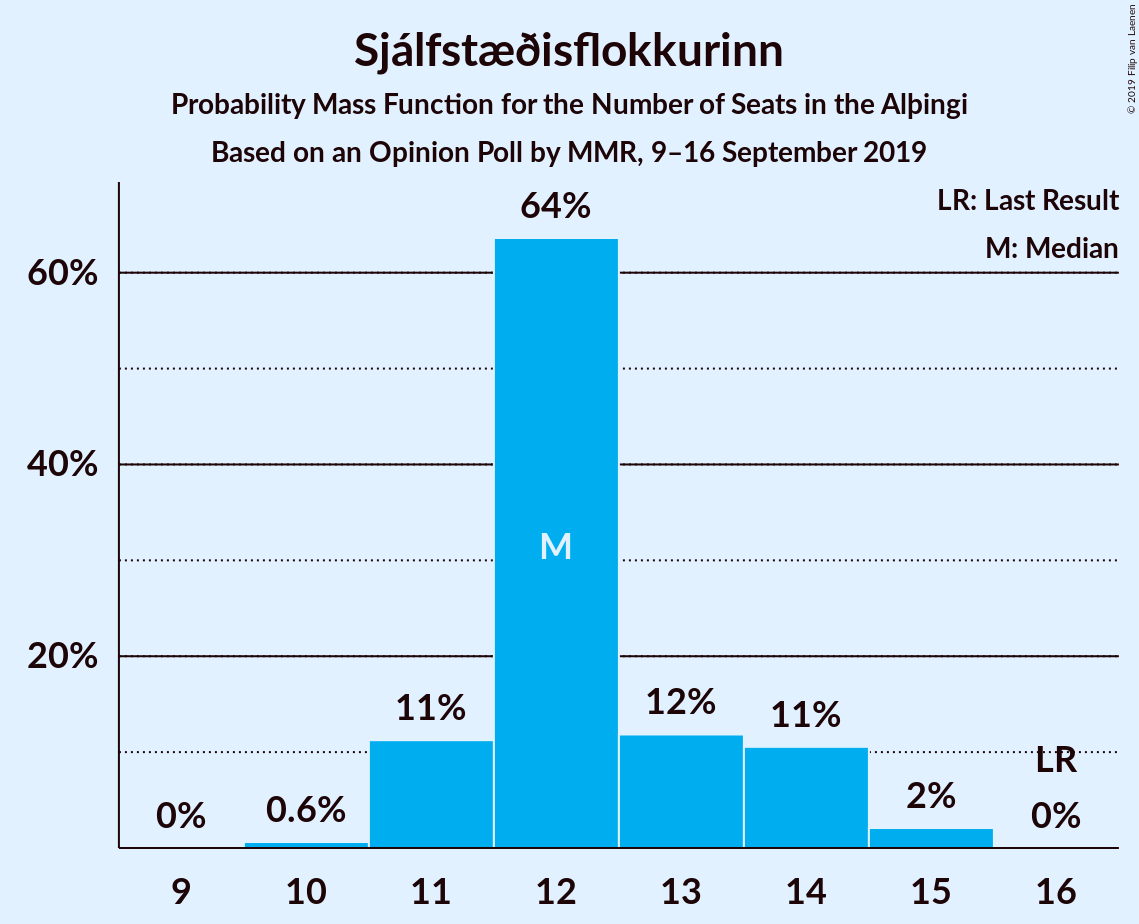 Sjálfstæðisflokkurinn
Probability Mass Function for the Number of Seats in the Alþingi
Based on an Opinion Poll by MMR, 9–16 September 2019
© 2019 Filip van Laenen
LR: Last Result
M: Median
60%
40%
20%
0%
0.6%
11%
64%
M
12%
11%
2%
LR
0%
9
10
11
12
13
14
15
16